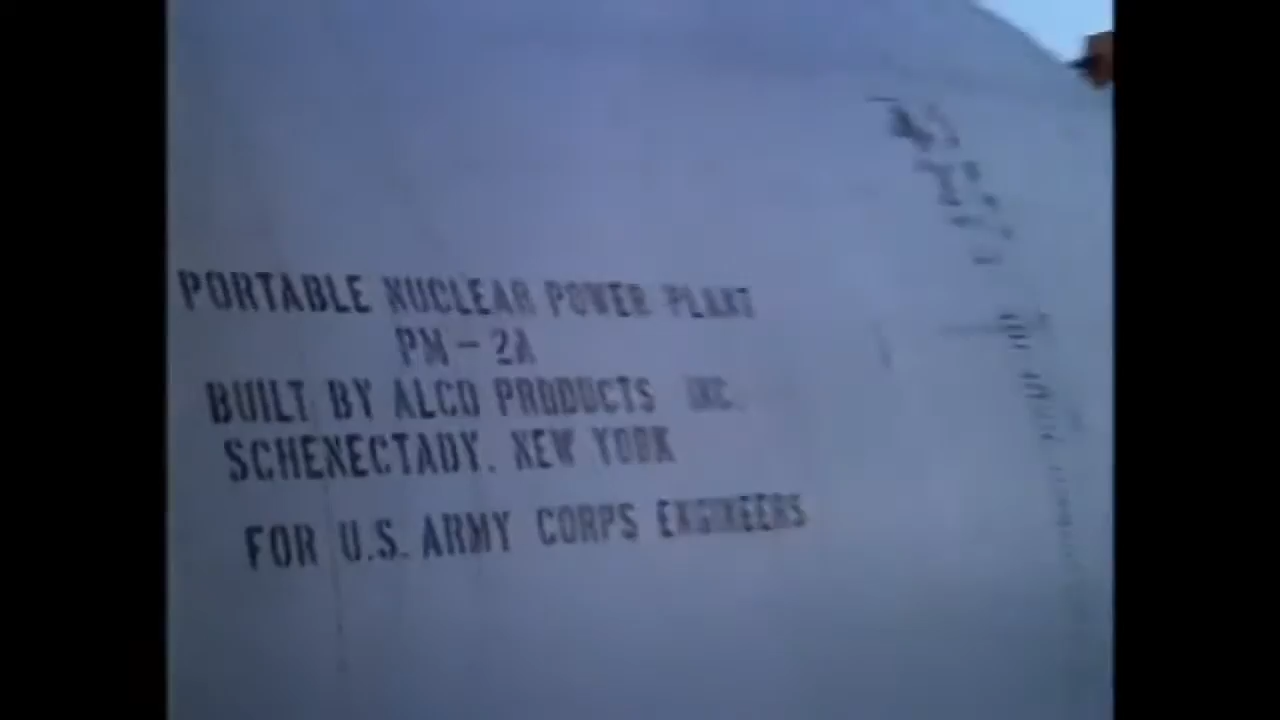 PORTABLE NUCLEAR POWER PLANT
PM-2A
BUILT BY ALCO PRODUCTS INC.
SCHENECTADY, NEW YORK
FOR U.S. ARMY CORPS ENGINEERS